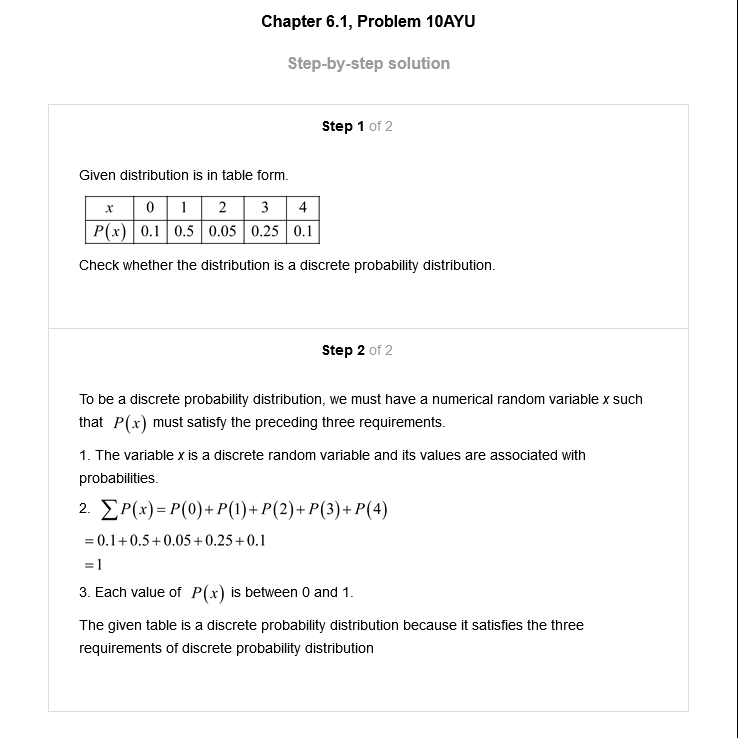 Chapter 6.1, Problem 10AYU
Step-by-step solution
Step 1 of 2
Given distribution is in table form.
x 0 1 2 3 4
P(x) 0.1 0.5 0.05 0.25 0.1
Check whether the distribution is a discrete probability distribution.
Step 2 of 2
To be a discrete probability distribution, we must have a numerical random variable x such
that P(x) must satisfy the preceding three requirements.
1. The variable x is a discrete random variable and its values are associated with
probabilities.
2. ∑P(x)=P(0)+P(1)+P(2)+P(3)+P(4)
=0.1+0.5+0.05+0.25+0.1
=1
3. Each value of P(x) is between 0 and 1.
The given table is a discrete probability distribution because it satisfies the three
requirements of discrete probability distribution